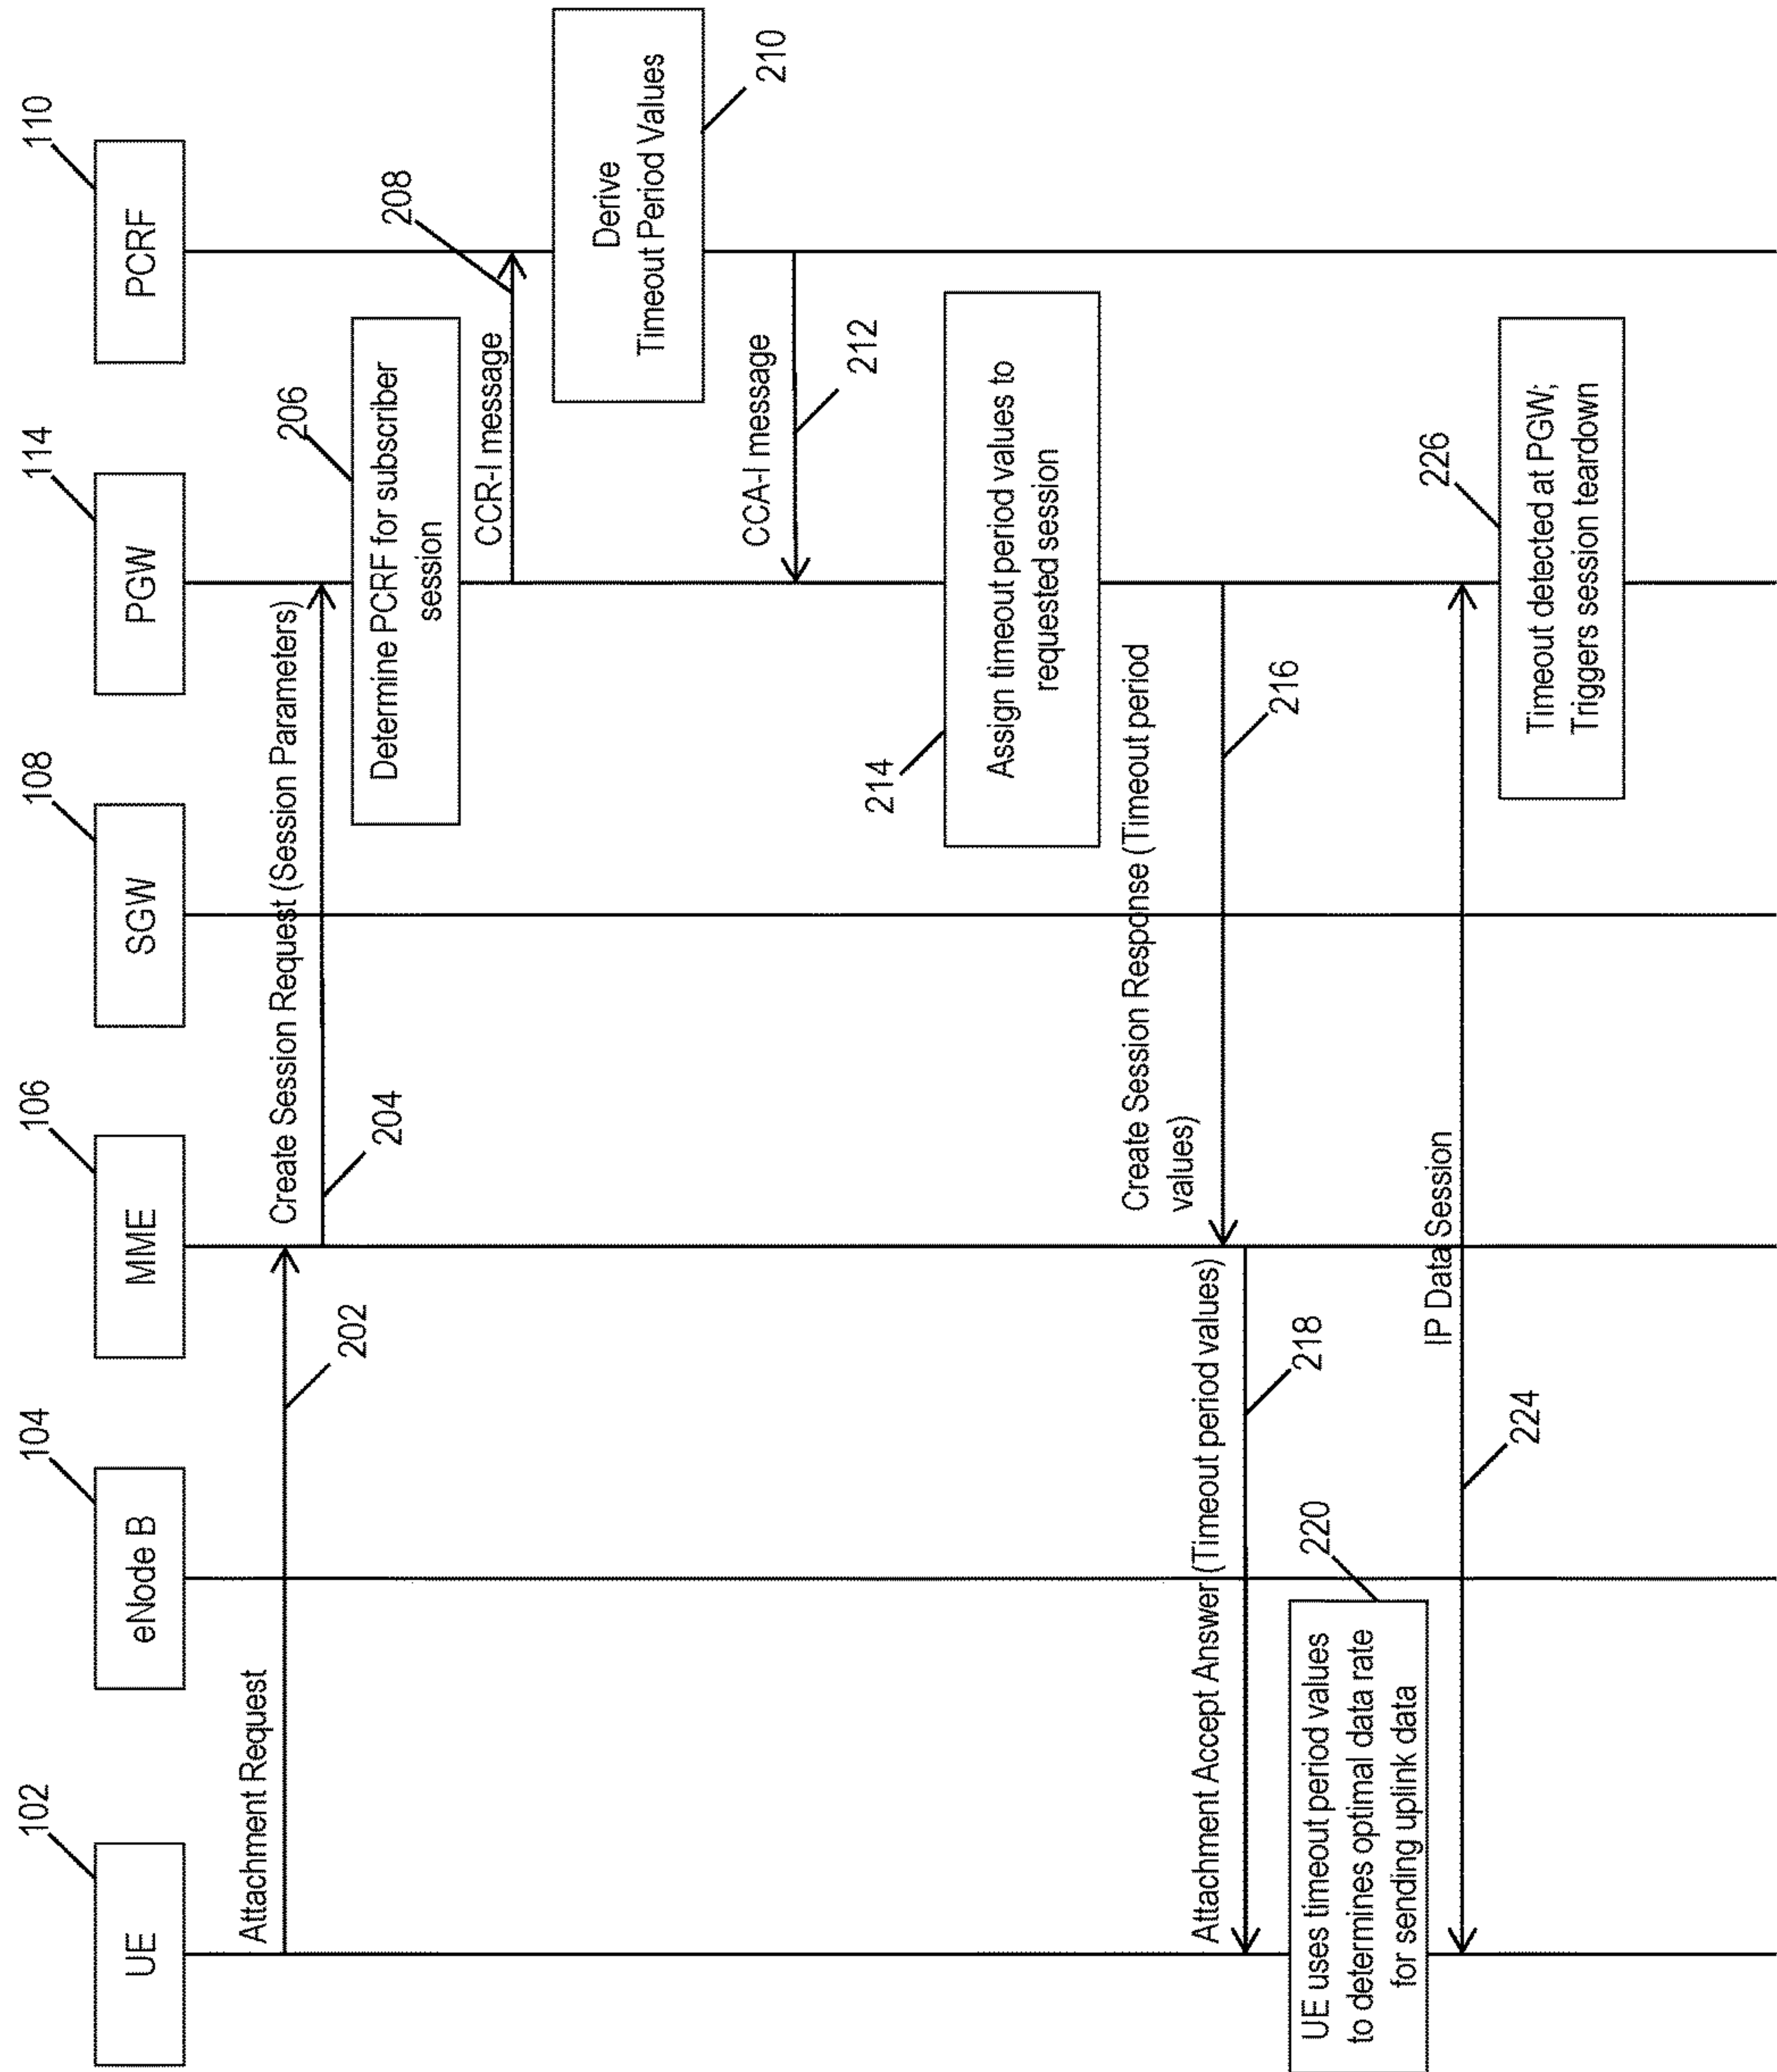 102
104
106
108
114
110
UE
eNode B
MME
SGW
PGW
PCRF
Attachment Request
202
Create Session Request (Session Parameters)
204
206
Determine PCRF for subscriber
session
CCR-I message
208
Derive
Timeout Period Values
210
CCA-I message
212
214
Assign timeout period values to
requested session
Create Session Response (Timeout period
values)
216
Attachment Accept Answer (Timeout period values)
218
220
UE uses timeout period values
to determines optimal data rate
for sending uplink data
IP Data Session
224
226
Timeout detected at PGW;
Triggers session teardown